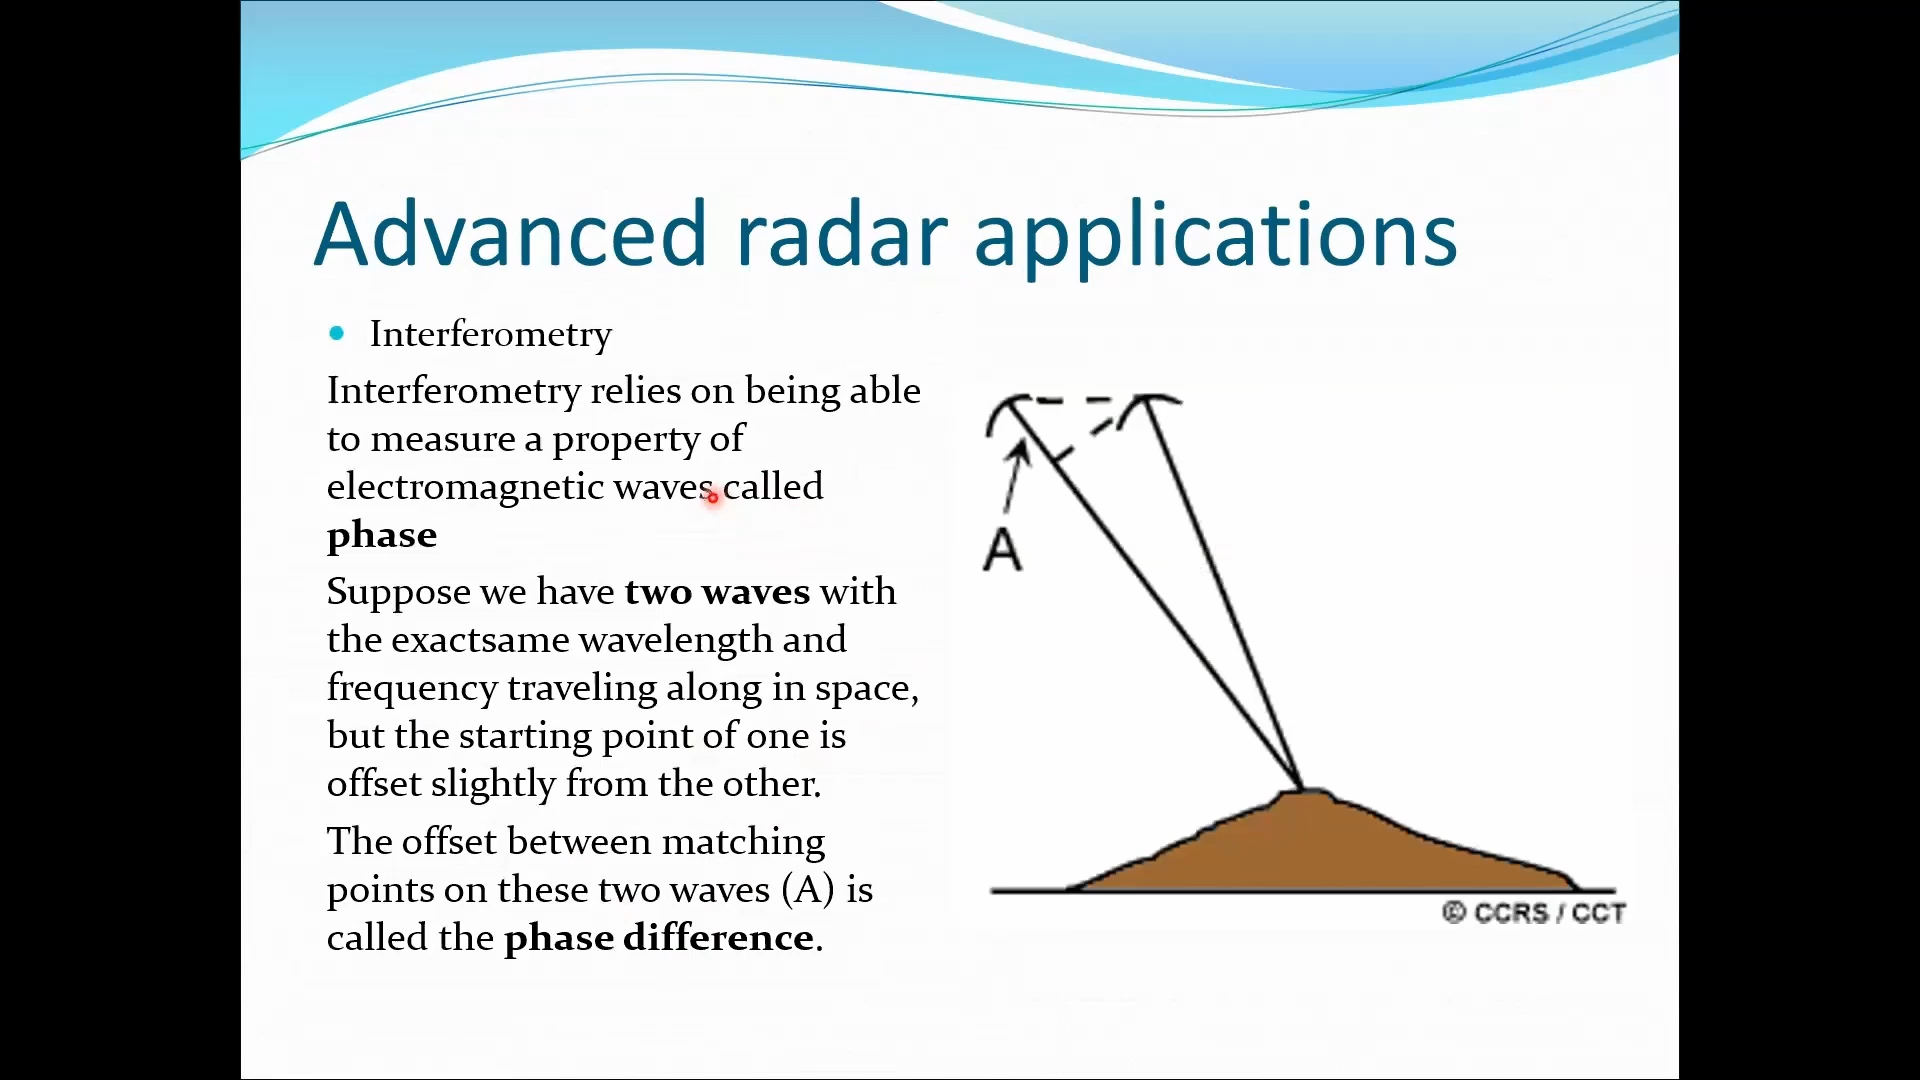 Advanced radar applications
Interferometry
Interferometry relies on being able
to measure a property of
electromagnetic waves called
phase
Suppose we have two waves with
the exactsame wavelength and
frequency traveling along in space,
but the starting point of one is
offset slightly from the other.
The offset between matching
points on these two waves (A) is
called the phase difference.
A
© CCRS / CCT